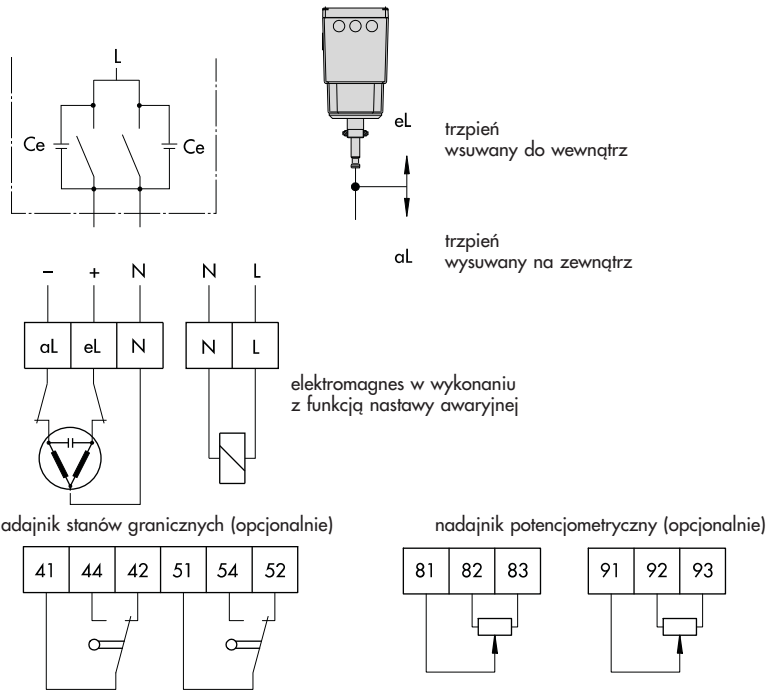 L
Ce
Ce
eL
trzpień
wsuwany do wewnątrz
aL
trzpień
wysuwany na zewnątrz
– + N
N L
aL eL N
N L
elektromagnes w wykonaniu
z funkcją nastawy awaryjnej
adajnik stanów granicznych (opcjonalnie)
nadajnik potencjometryczny (opcjonalnie)
41 44 42 51 54 52
81 82 83
91 92 93